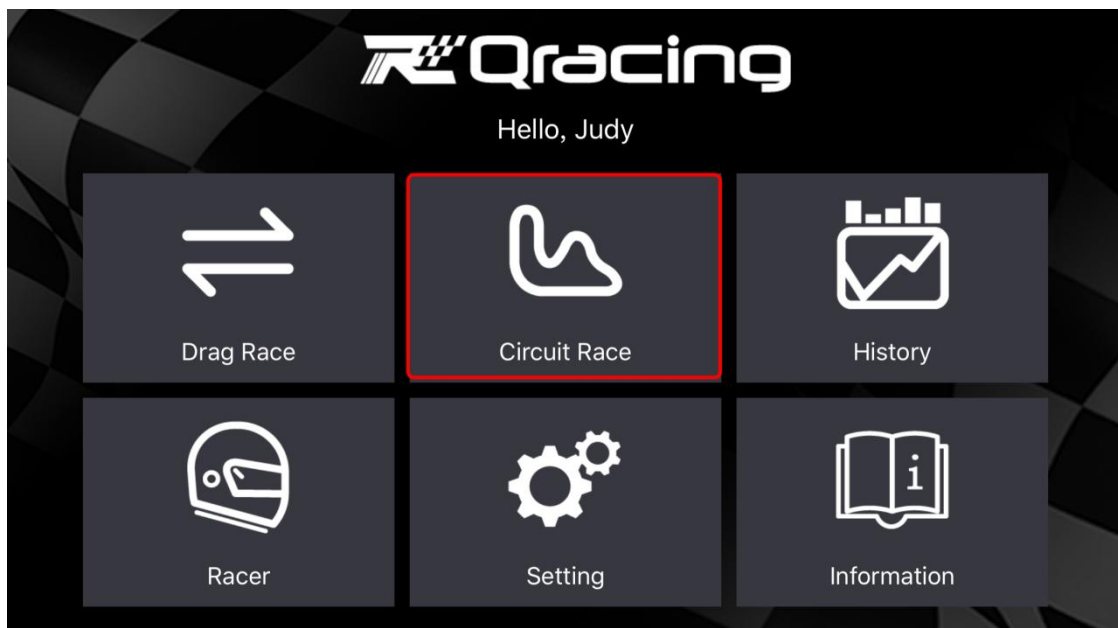 Qracing
Hello, Judy
Drag Race
Circuit Race
History
Racer
Setting
Information